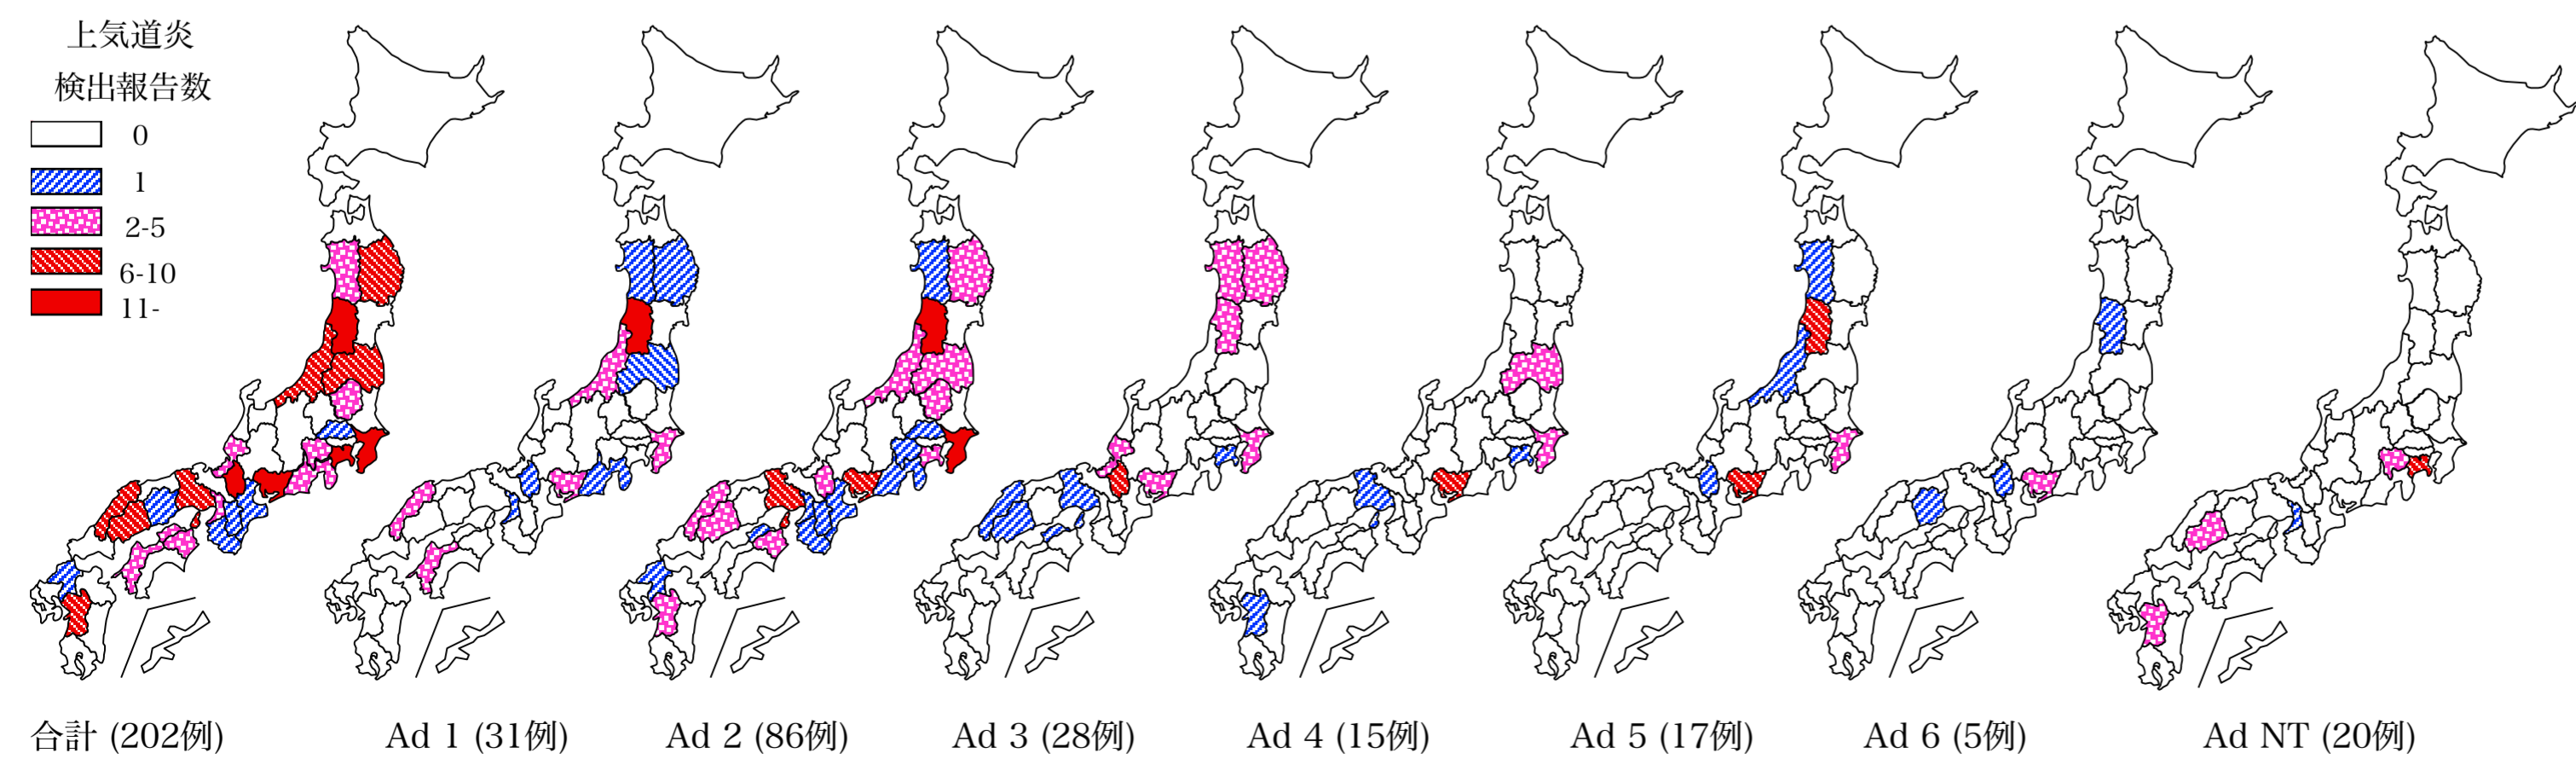 上気道炎
検出報告数
0
1
2-5
6-10
11-
合計 (202例)
Ad 1 (31例)
Ad 2 (86例)
Ad 3 (28例)
Ad 4 (15例)
Ad 5 (17例)
Ad 6 (5例)
Ad NT (20例)